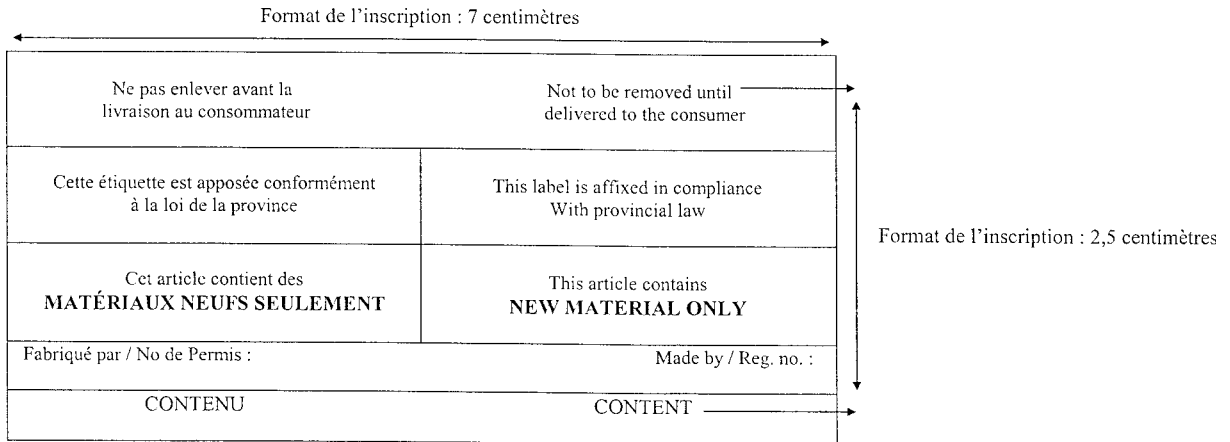 Format de l'inscription : 7 centimètres
Ne pas enlever avant la
livraison au consommateur
Not to be removed until
delivered to the consumer
Cette étiquette est apposée conformément
à la loi de la province
This label is affixed in compliance
With provincial law
Format de l'inscription : 2,5 centimètres
Cet article contient des
MATÉRIAUX NEUFS SEULEMENT
This article contains
NEW MATERIAL ONLY
Fabriqué par / No de Permis :
Made by / Reg. no. :
CONTENU
CONTENT